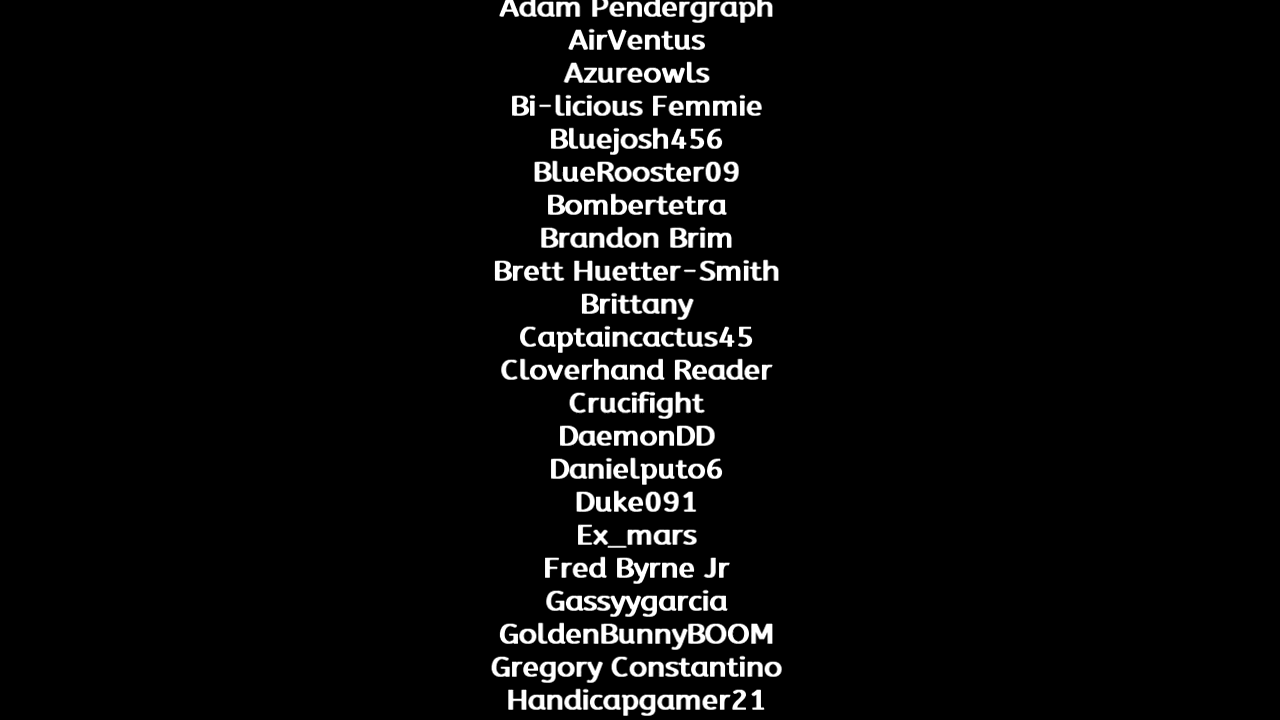 Adam Pendergraph
AirVentus
Azureowls
Bi-licious Femmie
Bluejosh456
BlueRooster09
Bombertetra
Brandon Brim
Brett Huetter-Smith
Brittany
Captaincactus45
Cloverhand Reader
Crucifight
DaemonDD
Danielputo6
Duke091
Ex_mars
Fred Byrne Jr
Gassyygarcia
GoldenBunnyBOOM
Gregory Constantino
Handicapgamer21